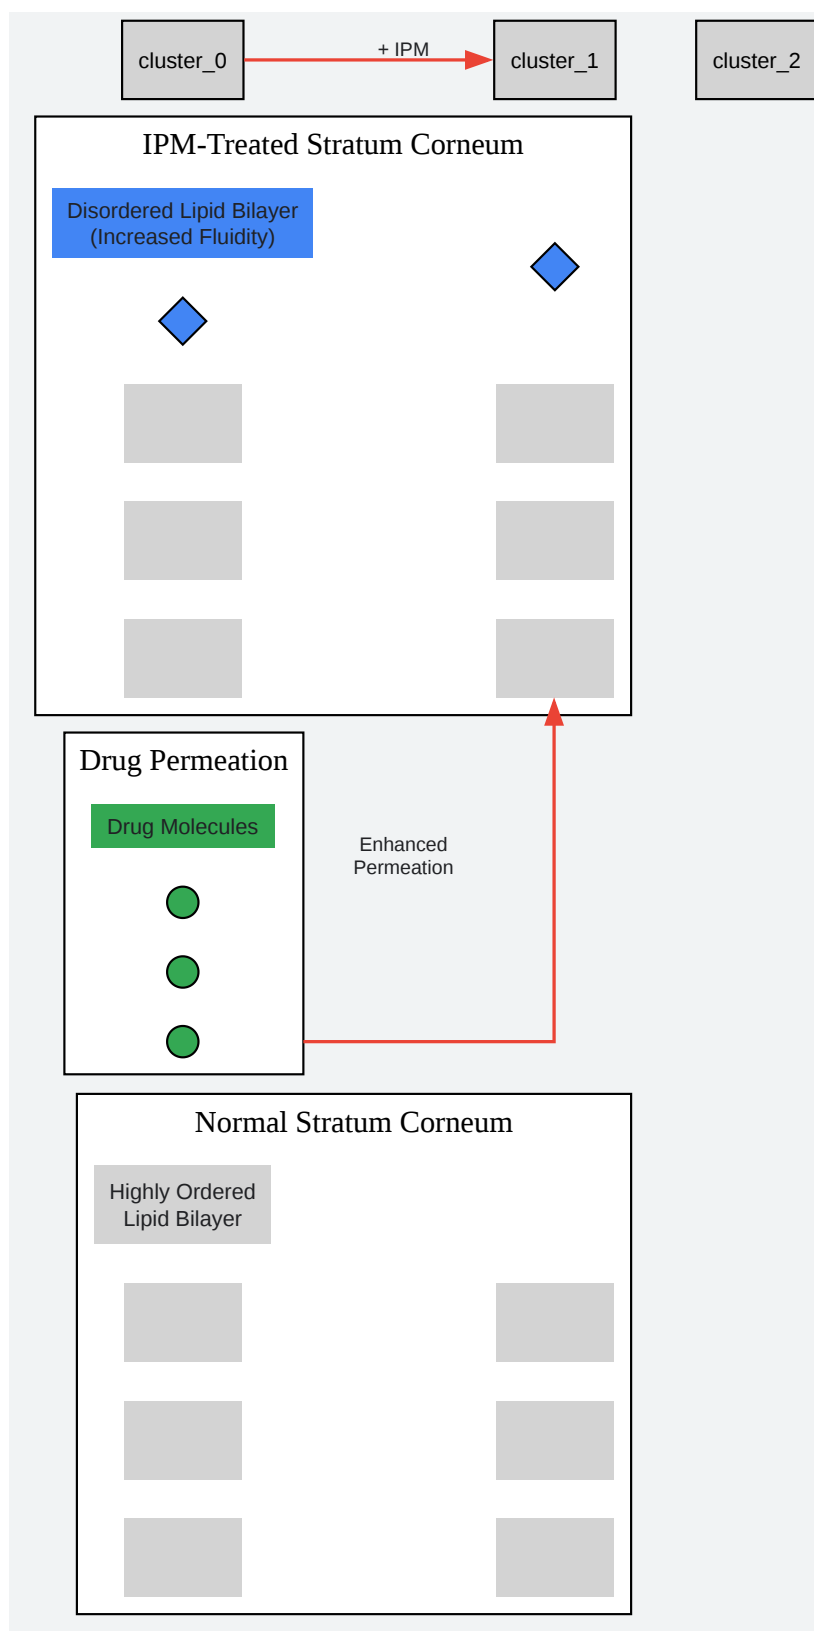 cluster_0
+ IPM
cluster_1
cluster_2
IPM-Treated Stratum Corneum
Disordered Lipid Bilayer
(Increased Fluidity)
Drug Permeation
Drug Molecules
Enhanced
Permeation
Normal Stratum Corneum
Highly Ordered
Lipid Bilayer